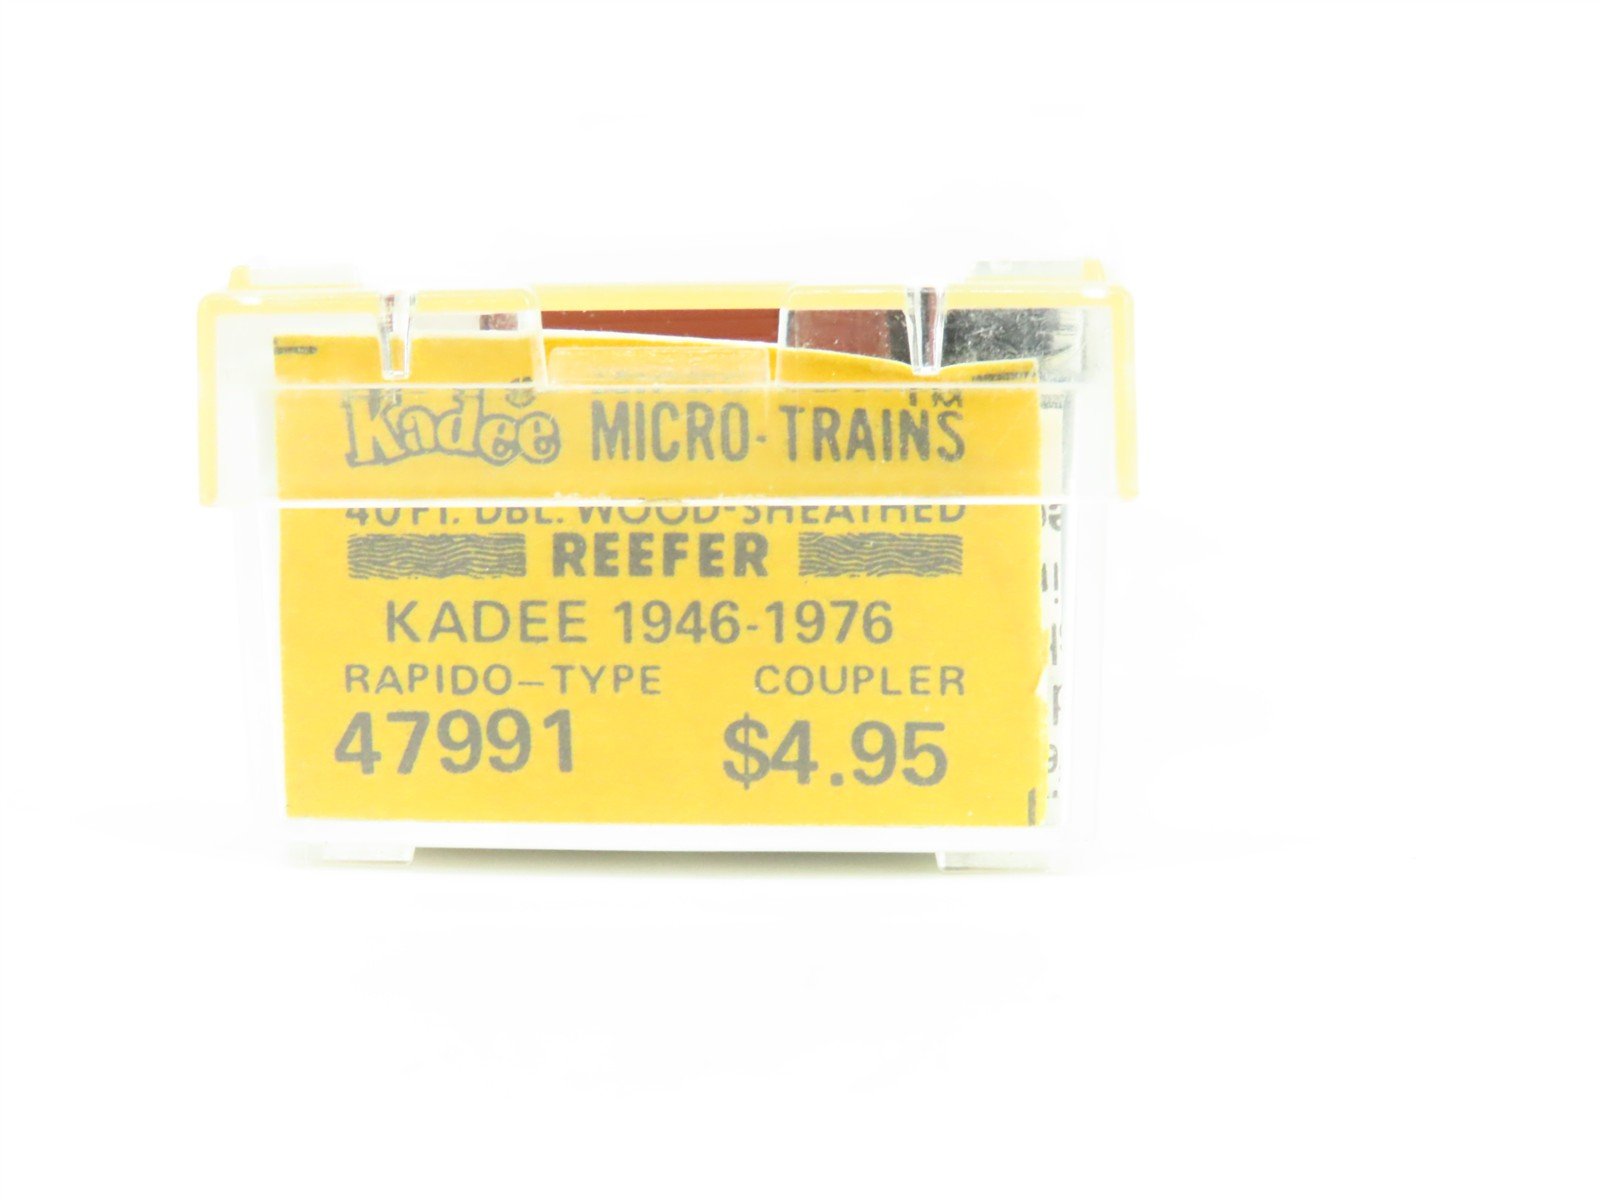 Kadee® MICRO-TRAINS
40 FT. DBL. WOOD-SHEATHED
REEFER
KADEE 1946-1976
RAPIDO-TYPE COUPLER
47991 $4.95